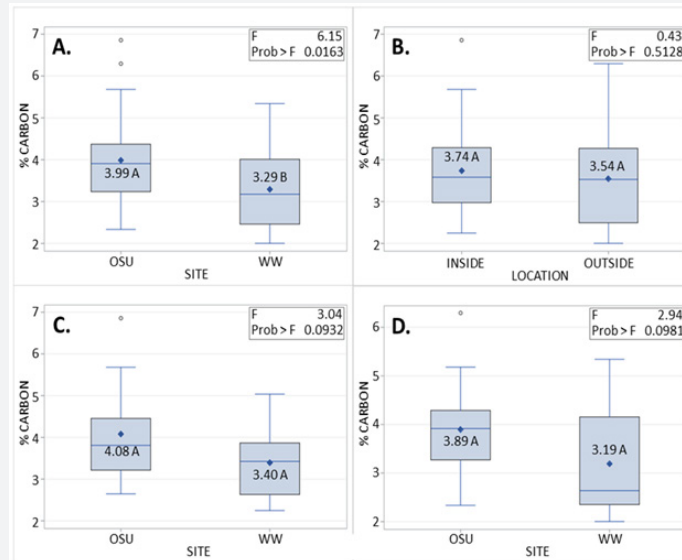 A.
F 6.15
Prob > F 0.0163
% CARBON
7
6
5
4
3
2
3.99 A
3.29 B
OSU WW
SITE
B.
F 0.43
Prob > F 0.5128
% CARBON
7
6
5
4
3
2
3.74 A
3.54 A
INSIDE OUTSIDE
LOCATION
C.
F 3.04
Prob > F 0.0932
% CARBON
7
6
5
4
3
2
4.08 A
3.40 A
OSU WW
SITE
D.
F 2.94
Prob > F 0.0981
% CARBON
6
5
4
3
2
3.89 A
3.19 A
OSU WW
SITE